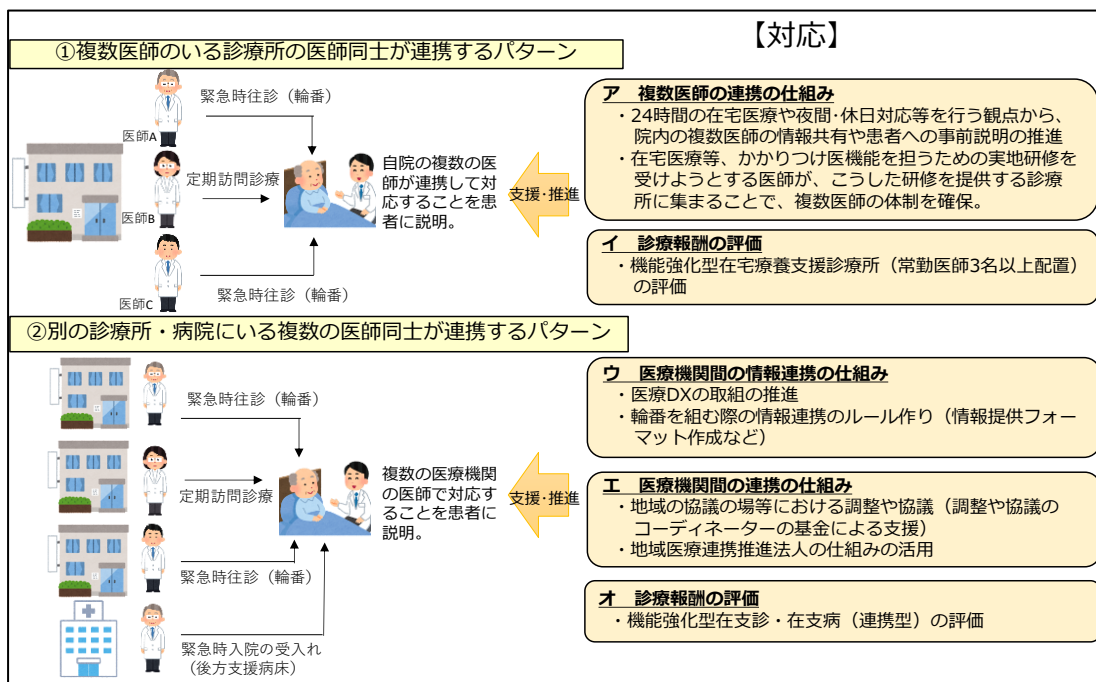 【対応】
①複数医師のいる診療所の医師同士が連携するパターン
緊急時往診（輪番）
医師A
定期訪問診療
医師B
緊急時往診（輪番）
医師C
自院の複数の医
師が連携して対
応することを患
者に説明。
支援・推進
ア　複数医師の連携の仕組み
・24時間の在宅医療や夜間・休日対応等を行う観点から、
院内の複数医師の情報共有や患者への事前説明の推進
・在宅医療等、かかりつけ医機能を担うための実地研修を
受けようとする医師が、こうした研修を提供する診療
所に集まることで、複数医師の体制を確保。
イ　診療報酬の評価
・機能強化型在宅療養支援診療所（常勤医師3名以上配置）
の評価
②別の診療所・病院にいる複数の医師同士が連携するパターン
緊急時往診（輪番）
定期訪問診療
緊急時往診（輪番）
緊急時入院の受入れ
（後方支援病床）
複数の医療機関
の医師で対応す
ることを患者に
説明。
支援・推進
ウ　医療機関間の情報連携の仕組み
・医療DXの取組の推進
・輪番を組む際の情報連携のルール作り（情報提供フォー
マット作成など）
エ　医療機関間の連携の仕組み
・地域の協議の場等における調整や協議（調整や協議の
コーディネーターの基金による支援）
・地域医療連携推進法人の仕組みの活用
オ　診療報酬の評価
・機能強化型在支診・在支病（連携型）の評価